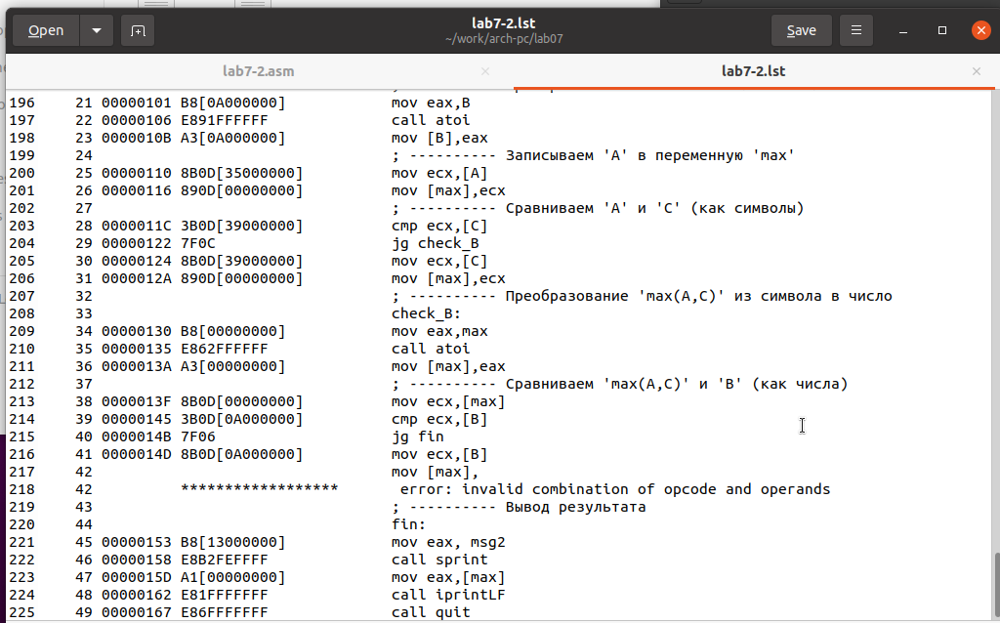 lab7-2.lst
Open
~/work/arch-pc/lab07
Save
lab7-2.asm
lab7-2.lst
196 21 00000101 B8[0A000000] mov eax,B
197 22 00000106 E891FFFFFF call atoi
198 23 0000010B A3[0A000000] mov [B],eax
199 24 ; ---------- Записываем 'A' в переменную 'max'
200 25 00000110 8B0D[35000000] mov ecx,[A]
201 26 00000116 890D[00000000] mov [max],ecx
202 27 ; ---------- Сравниваем 'A' и 'C' (как символы)
203 28 0000011C 3B0D[39000000] cmp ecx,[C]
204 29 00000122 7F0C jg check_B
205 30 00000124 8B0D[39000000] mov ecx,[C]
206 31 0000012A 890D[00000000] mov [max],ecx
207 32 ; ---------- Преобразование 'max(A,C)' из символа в число
208 33 check_B:
209 34 00000130 B8[00000000] mov eax,max
210 35 00000135 E862FFFFFF call atoi
211 36 0000013A A3[00000000] mov [max],eax
212 37 ; ---------- Сравниваем 'max(A,C)' и 'B' (как числа)
213 38 0000013F 8B0D[00000000] mov ecx,[max]
214 39 00000145 3B0D[0A000000] cmp ecx,[B]
215 40 0000014B 7F06 jg fin
216 41 0000014D 8B0D[0A000000] mov ecx,[B]
217 42 mov [max],
218 42 ****************** error: invalid combination of opcode and operands
219 43 ; ---------- Вывод результата
220 44 fin:
221 45 00000153 B8[13000000] mov eax, msg2
222 46 00000158 E8B2FEFFFF call sprint
223 47 0000015D A1[00000000] mov eax,[max]
224 48 00000162 E81FFFFFFF call iprintLF
225 49 00000167 E86FFFFFFF call quit